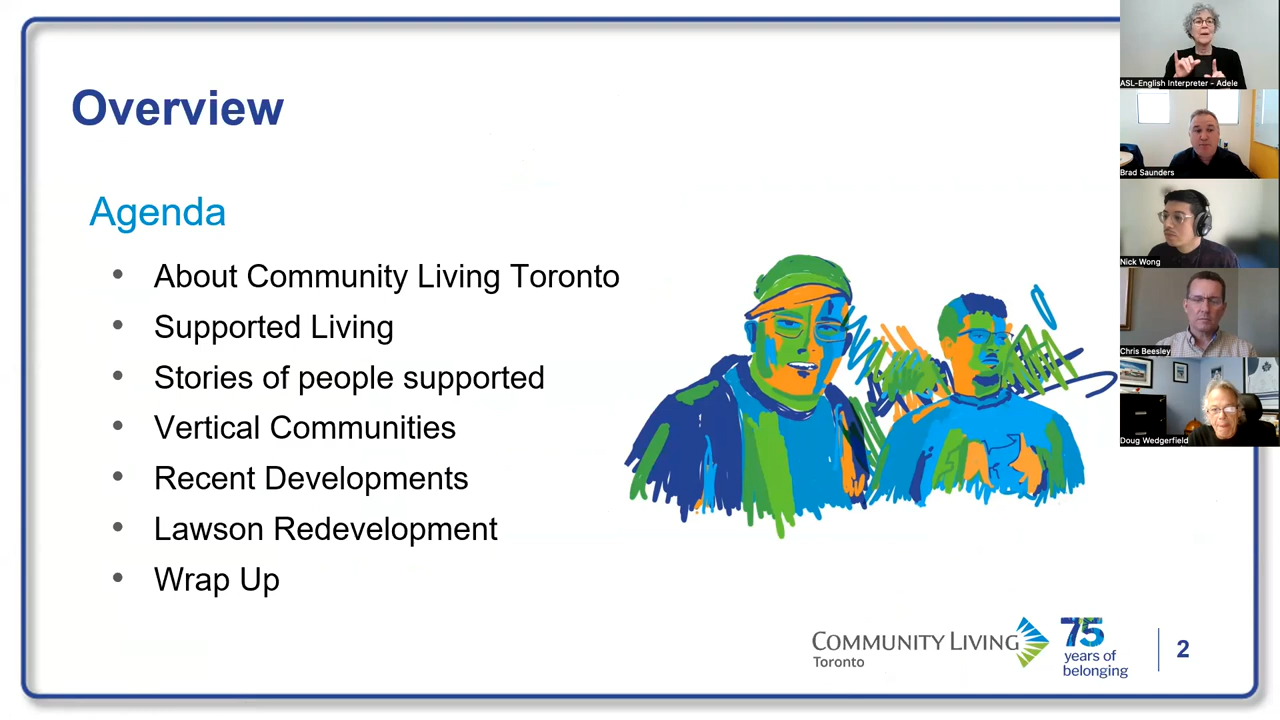 Overview
Agenda
• About Community Living Toronto
• Supported Living
• Stories of people supported
• Vertical Communities
• Recent Developments
• Lawson Redevelopment
• Wrap Up
COMMUNITY LIVING
Toronto
75
years of
belonging
2
ASL-English Interpreter - Adele
Brad Saunders
Nick Wong
Chris Beesley
Doug Wedgerfield